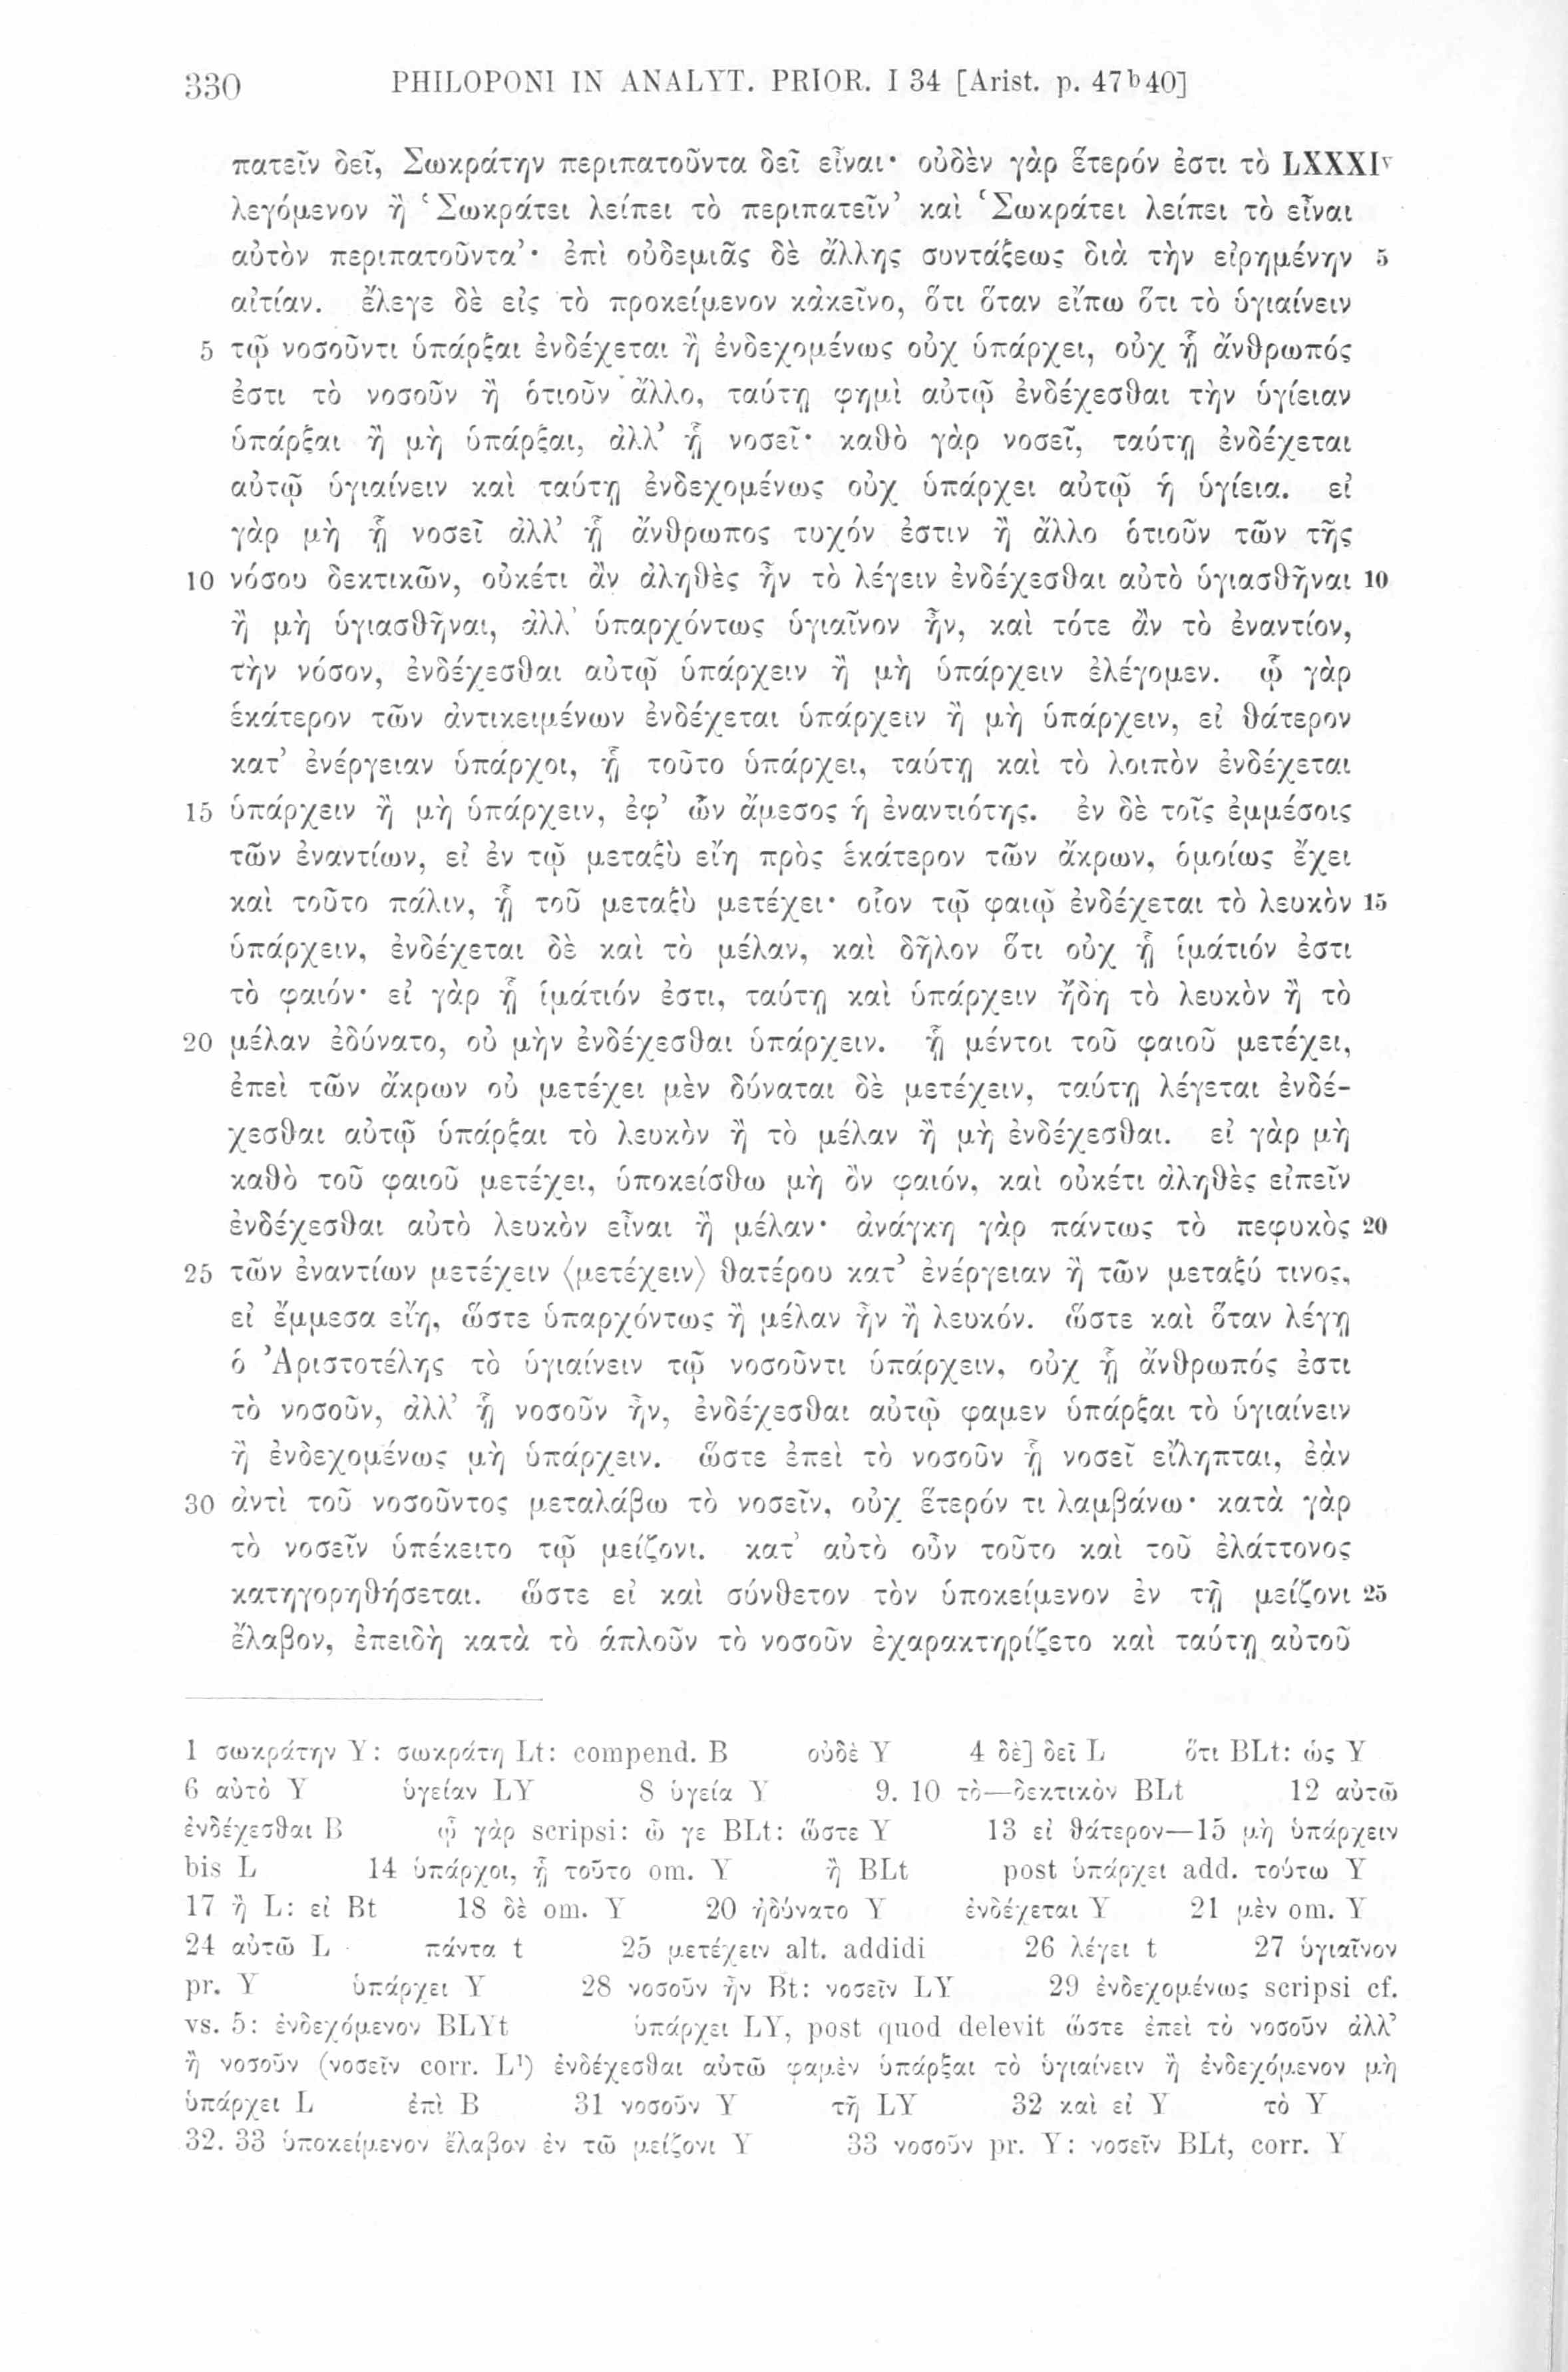 330 PHILOPONI IN ANALYT. PRIOR. I 34 [Arist. p. 47ᵇ40]
πατεῖν δεῖ, Σωκράτην περιπατοῦντα δεῖ εἶναι· οὐδὲν γὰρ ἕτερόν ἐστι τὸ LXXXIᵛ
λεγόμενον ἢ ‘Σωκράτει λείπει τὸ περιπατεῖν’ καὶ ‘Σωκράτει λείπει τὸ εἶναι
αὐτὸν περιπατοῦντα’· ἐπὶ οὐδεμιᾶς δὲ ἄλλης συντάξεως διὰ τὴν εἰρημένην 5
αἰτίαν. ἔλεγε δὲ εἰς τὸ προκείμενον κἀκεῖνο, ὅτι ὅταν εἴπω ὅτι τὸ ὑγιαίνειν
5 τῷ νοσοῦντι ὑπάρξαι ἐνδέχεται ἢ ἐνδεχομένως οὐχ ὑπάρχει, οὐχ ᾗ ἄνθρωπός
ἐστι τὸ νοσοῦν ἢ ὁτιοῦν ἄλλο, ταύτῃ φημὶ αὐτῷ ἐνδέχεσθαι τὴν ὑγίειαν
ὑπάρξαι ἢ μὴ ὑπάρξαι, ἀλλ’ ᾗ νοσεῖ· καθὸ γὰρ νοσεῖ, ταύτῃ ἐνδέχεται
αὐτῷ ὑγιαίνειν καὶ ταύτῃ ἐνδεχομένως οὐχ ὑπάρχει αὐτῷ ἡ ὑγίεια. εἰ
γὰρ μὴ ᾗ νοσεῖ ἀλλ’ ᾗ ἄνθρωπος τυχόν ἐστιν ἢ ἄλλο ὁτιοῦν τῶν τῆς
10 νόσου δεκτικῶν, οὐκέτι ἂν ἀληθὲς ἦν τὸ λέγειν ἐνδέχεσθαι αὐτὸ ὑγιασθῆναι 10
ἢ μὴ ὑγιασθῆναι, ἀλλ’ ὑπαρχόντως ὑγιαῖνον ἦν, καὶ τότε ἂν τὸ ἐναντίον,
τὴν νόσον, ἐνδέχεσθαι αὐτῷ ὑπάρχειν ἢ μὴ ὑπάρχειν ἐλέγομεν. ᾧ γὰρ
ἑκάτερον τῶν ἀντικειμένων ἐνδέχεται ὑπάρχειν ἢ μὴ ὑπάρχειν, εἰ θάτερον
κατ’ ἐνέργειαν ὑπάρχοι, ᾗ τοῦτο ὑπάρχει, ταύτῃ καὶ τὸ λοιπὸν ἐνδέχεται
15 ὑπάρχειν ἢ μὴ ὑπάρχειν, ἐφ’ ὧν ἄμεσος ἡ ἐναντιότης. ἐν δὲ τοῖς ἐμμέσοις
τῶν ἐναντίων, εἰ ἐν τῷ μεταξὺ εἴη πρὸς ἑκάτερον τῶν ἄκρων, ὁμοίως ἔχει
καὶ τοῦτο πάλιν, ᾗ τοῦ μεταξὺ μετέχει· οἷον τῷ φαιῷ ἐνδέχεται τὸ λευκὸν 15
ὑπάρχειν, ἐνδέχεται δὲ καὶ τὸ μέλαν, καὶ δῆλον ὅτι οὐχ ᾗ ἱμάτιόν ἐστι
τὸ φαιόν· εἰ γὰρ ᾗ ἱμάτιόν ἐστι, ταύτῃ καὶ ὑπάρχειν ἤδη τὸ λευκὸν ἢ τὸ
20 μέλαν ἐδύνατο, οὐ μὴν ἐνδέχεσθαι ὑπάρχειν. ᾗ μέντοι τοῦ φαιοῦ μετέχει,
ἐπεὶ τῶν ἄκρων οὐ μετέχει μὲν δύναται δὲ μετέχειν, ταύτῃ λέγεται ἐνδέ-
χεσθαι αὐτῷ ὑπάρξαι τὸ λευκὸν ἢ τὸ μέλαν ἢ μὴ ἐνδέχεσθαι. εἰ γὰρ μὴ
καθὸ τοῦ φαιοῦ μετέχει, ὑποκείσθω μὴ ὂν φαιόν, καὶ οὐκέτι ἀληθὲς εἰπεῖν
ἐνδέχεσθαι αὐτὸ λευκὸν εἶναι ἢ μέλαν· ἀνάγκη γὰρ πάντως τὸ πεφυκὸς 20
25 τῶν ἐναντίων μετέχειν ⟨μετέχειν⟩ θατέρου κατ’ ἐνέργειαν ἢ τῶν μεταξύ τινος,
εἰ ἔμμεσα εἴη, ὥστε ὑπαρχόντως ἢ μέλαν ἦν ἢ λευκόν. ὥστε καὶ ὅταν λέγῃ
ὁ Ἀριστοτέλης τὸ ὑγιαίνειν τῷ νοσοῦντι ὑπάρχειν, οὐχ ᾗ ἄνθρωπός ἐστι
τὸ νοσοῦν, ἀλλ’ ᾗ νοσοῦν ἦν, ἐνδέχεσθαι αὐτῷ φαμεν ὑπάρξαι τὸ ὑγιαίνειν
ἢ ἐνδεχομένως μὴ ὑπάρχειν. ὥστε ἐπεὶ τὸ νοσοῦν ᾗ νοσεῖ εἴληπται, ἐὰν
30 ἀντὶ τοῦ νοσοῦντος μεταλάβω τὸ νοσεῖν, οὐχ ἕτερόν τι λαμβάνω· κατὰ γὰρ
τὸ νοσεῖν ὑπέκειτο τῷ μείζονι. κατ’ αὐτὸ οὖν τοῦτο καὶ τοῦ ἐλάττονος
κατηγορηθήσεται. ὥστε εἰ καὶ σύνθετον τὸν ὑποκείμενον ἐν τῇ μείζονι 25
ἔλαβον, ἐπειδὴ κατὰ τὸ ἁπλοῦν τὸ νοσοῦν ἐχαρακτηρίζετο καὶ ταύτῃ αὐτοῦ
1 σωκράτην Y: σωκράτη Lt: compend. B οὐδὲ Y 4 δὲ] δεῖ L ὅτι BLt: ὡς Y
6 αὐτὸ Y ὑγείαν LY 8 ὑγεία Y 9. 10 τὸ—δεκτικὸν BLt 12 αὐτῶ
ἐνδέχεσθαι B ᾧ γὰρ scripsi: ὦ γε BLt: ὥστε Y 13 εἰ θάτερον—15 μὴ ὑπάρχειν
bis L 14 ὑπάρχοι, ᾗ τοῦτο om. Y ἢ BLt post ὑπάρχει add. τούτω Y
17 ἢ L: εἰ Bt 18 δὲ om. Y 20 ἠδύνατο Y ἐνδέχεται Y 21 μὲν om. Y
24 αὐτῶ L πάντα t 25 μετέχειν alt. addidi 26 λέγει t 27 ὑγιαῖνον
pr. Y ὑπάρχει Y 28 νοσοῦν ἦν Bt: νοσεῖν LY 29 ἐνδεχομένως scripsi cf.
vs. 5: ἐνδεχόμενον BLYt ὑπάρχει LY, post quod delevit ὥστε ἐπεὶ τὸ νοσοῦν ἀλλ’
ἢ νοσοῦν (νοσεῖν corr. L¹) ἐνδέχεσθαι αὐτῶ φαμὲν ὑπάρξαι τὸ ὑγιαίνειν ἢ ἐνδεχόμενον μὴ
ὑπάρχει L ἐπὶ B 31 νοσοῦν Y τῆ LY 32 καὶ εἰ Y τὸ Y
32. 33 ὑποκείμενον ἔλαβον ἐν τῶ μείζονι Y 33 νοσοῦν pr. Y: νοσεῖν BLt, corr. Y